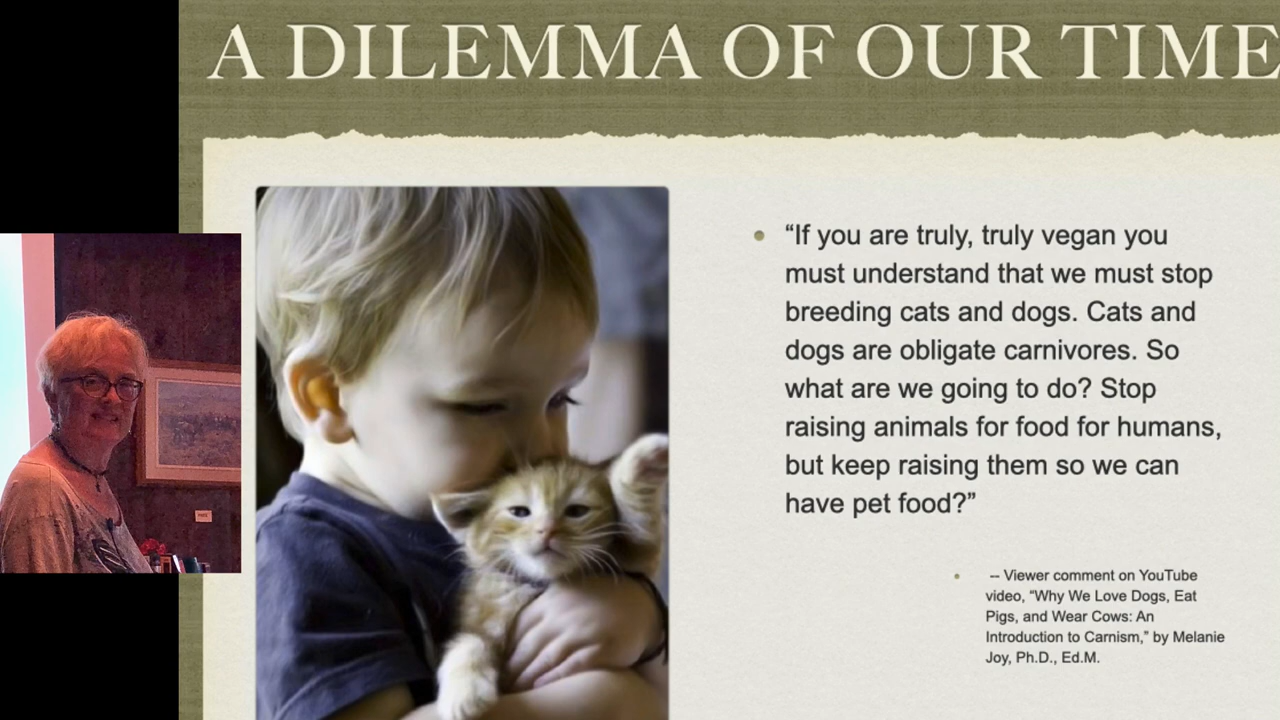 A DILEMMA OF OUR TIME
“If you are truly, truly vegan you
must understand that we must stop
breeding cats and dogs. Cats and
dogs are obligate carnivores. So
what are we going to do? Stop
raising animals for food for humans,
but keep raising them so we can
have pet food?”
-- Viewer comment on YouTube
video, “Why We Love Dogs, Eat
Pigs, and Wear Cows: An
Introduction to Carnism,” by Melanie
Joy, Ph.D., Ed.M.